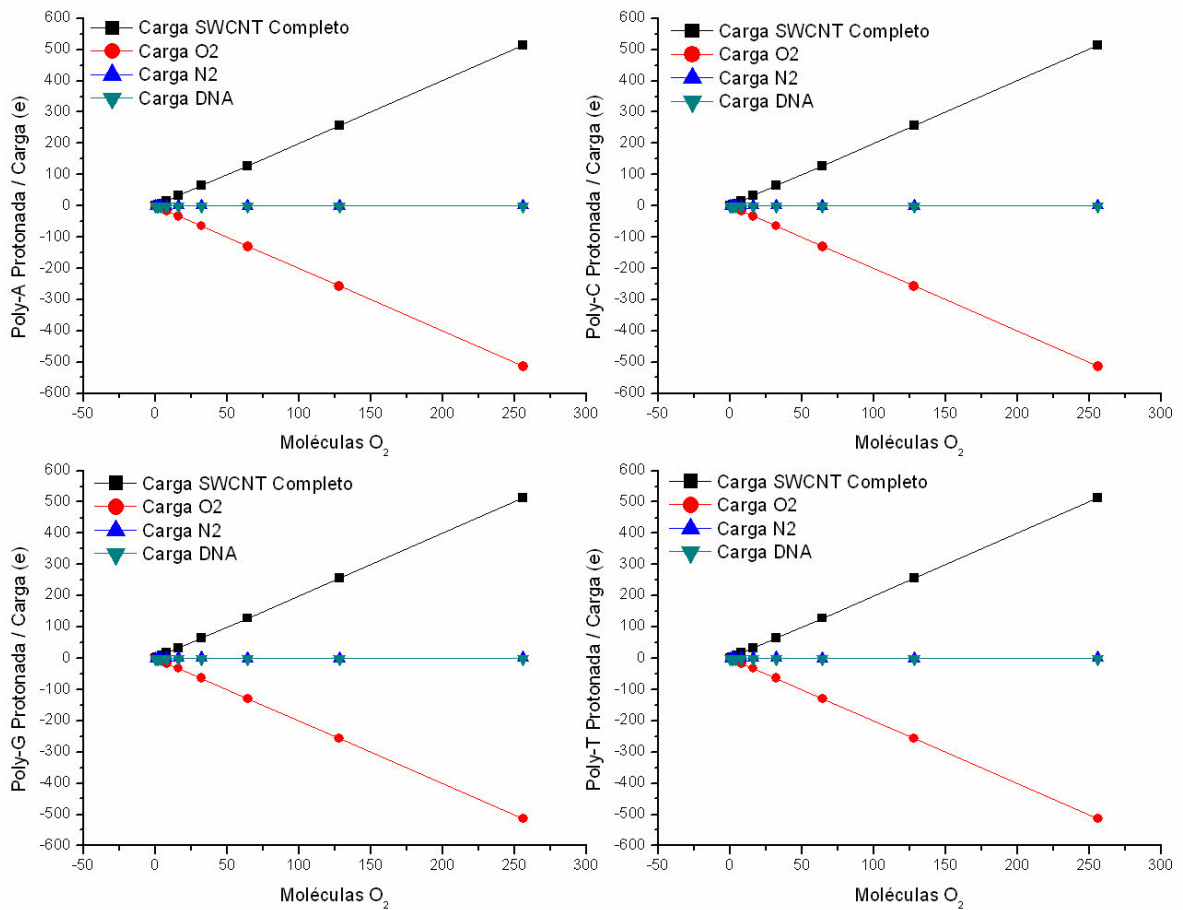 Poly-A Protonada / Carga (e)
600
500
400
300
200
100
0
-100
-200
-300
-400
-500
-600
Carga SWCNT Completo
Carga O2
Carga N2
Carga DNA
-50 0 50 100 150 200 250 300
Moléculas O₂
Poly-C Protonada / Carga (e)
600
500
400
300
200
100
0
-100
-200
-300
-400
-500
-600
Carga SWCNT Completo
Carga O2
Carga N2
Carga DNA
-50 0 50 100 150 200 250 300
Moléculas O₂
Poly-G Protonada / Carga (e)
600
500
400
300
200
100
0
-100
-200
-300
-400
-500
-600
Carga SWCNT Completo
Carga O2
Carga N2
Carga DNA
-50 0 50 100 150 200 250 300
Moléculas O₂
Poly-T Protonada / Carga (e)
600
500
400
300
200
100
0
-100
-200
-300
-400
-500
-600
Carga SWCNT Completo
Carga O2
Carga N2
Carga DNA
-50 0 50 100 150 200 250 300
Moléculas O₂